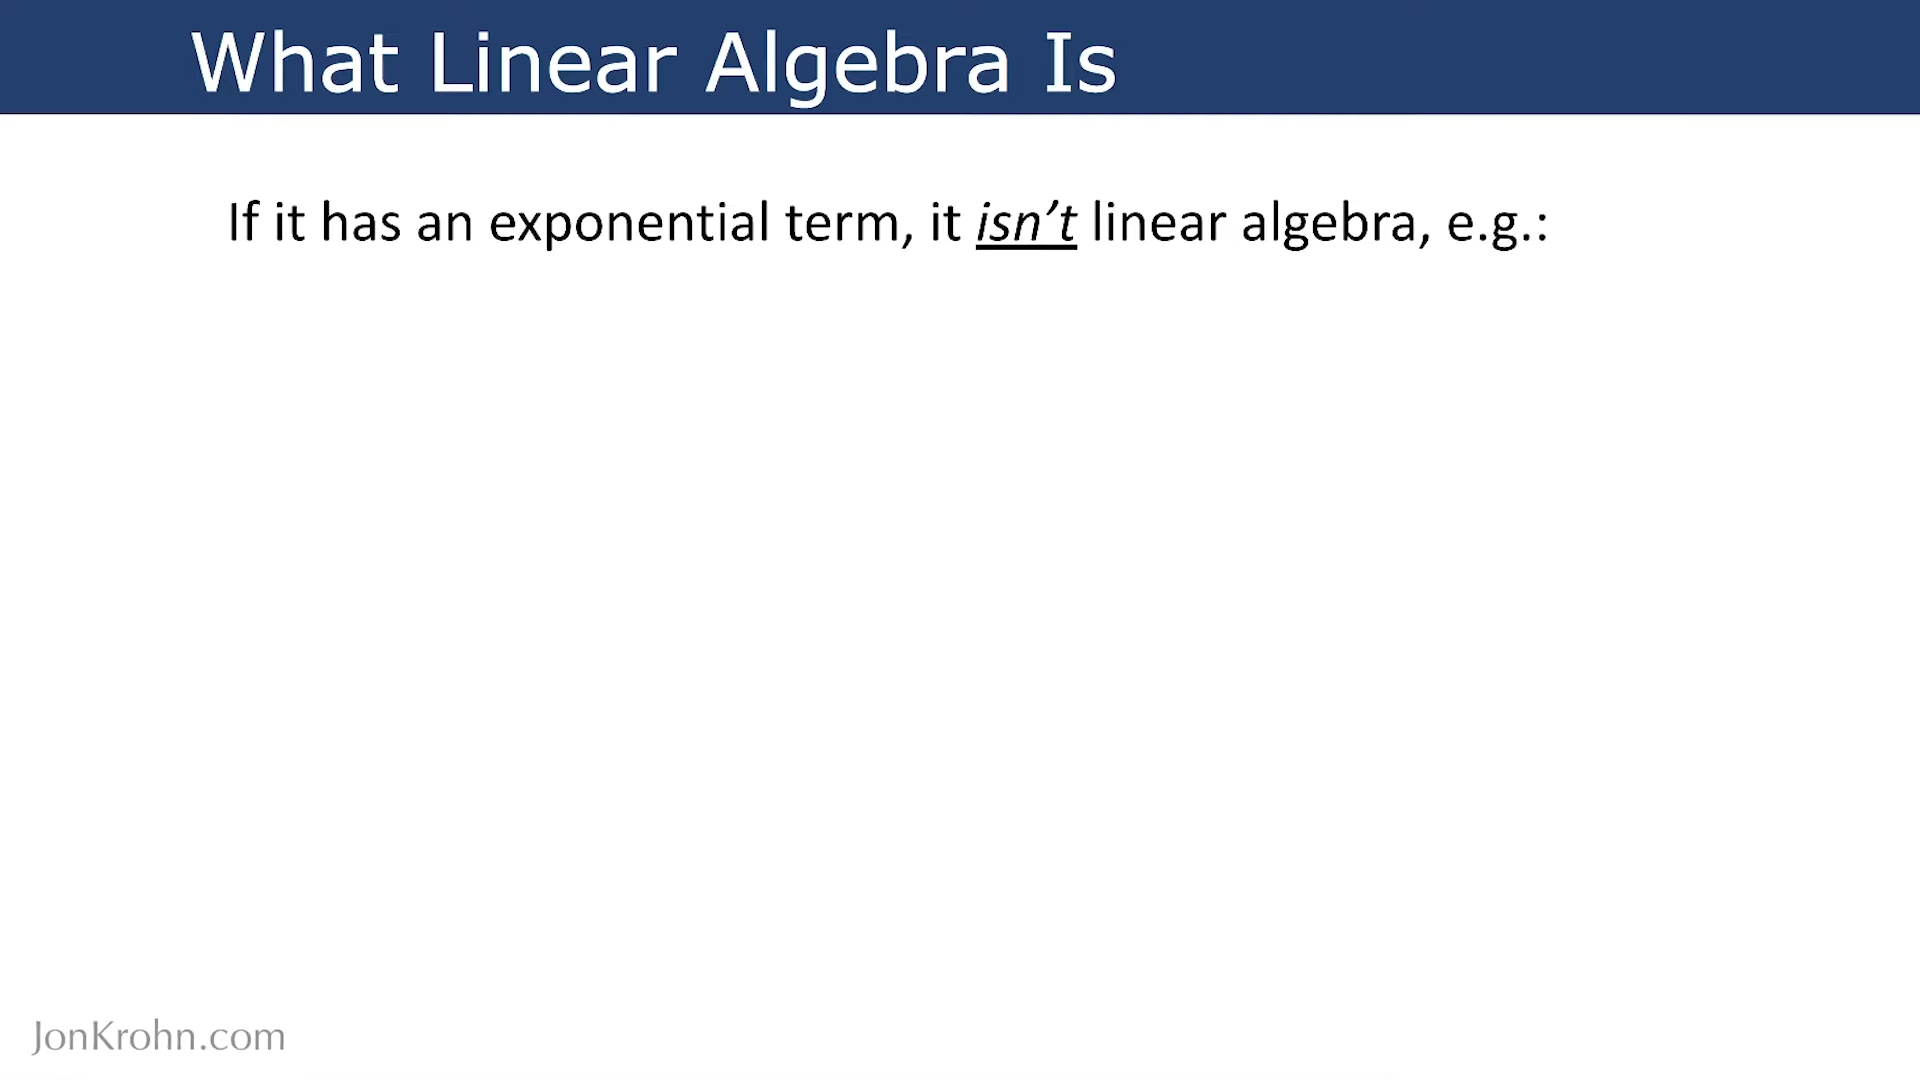 What Linear Algebra Is
If it has an exponential term, it isn’t linear algebra, e.g.:
JonKrohn.com